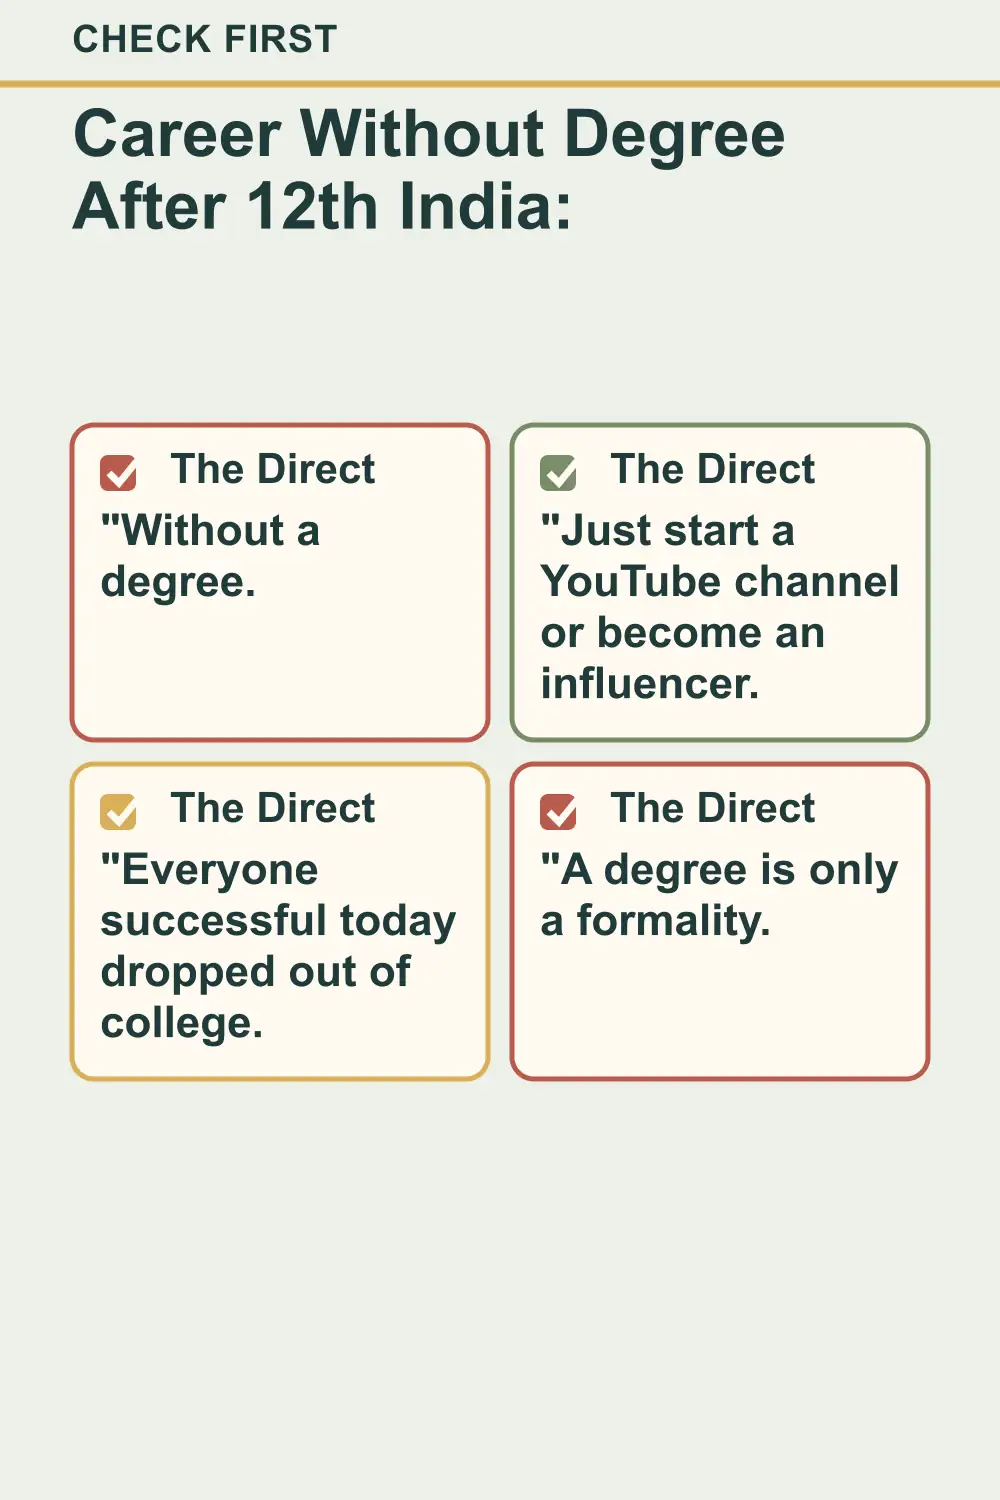 CHECK FIRST
Career Without Degree
After 12th India:
The Direct
"Without a
degree.
The Direct
"Just start a
YouTube channel
or become an
influencer.
The Direct
"Everyone
successful today
dropped out of
college.
The Direct
"A degree is only
a formality.